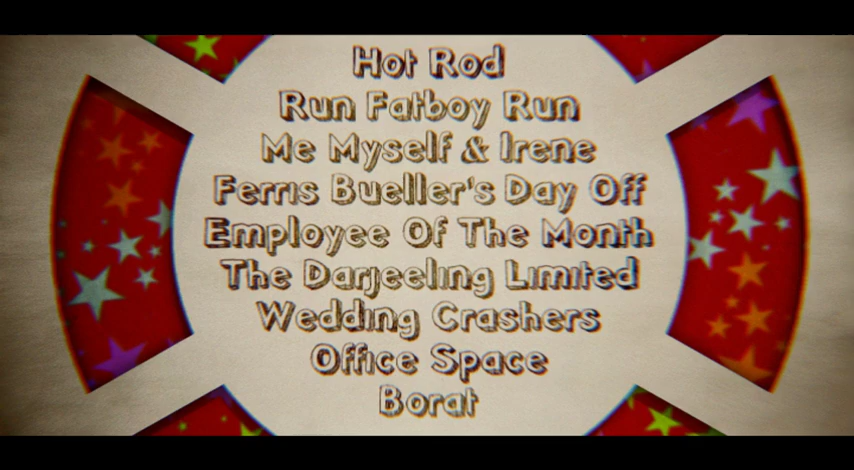 Hot Rod
Run Fatboy Run
Me Myself & Irene
Ferris Bueller's Day Off
Employee Of The Month
The Darjeeling Limited
Wedding Crashers
Office Space
Borat